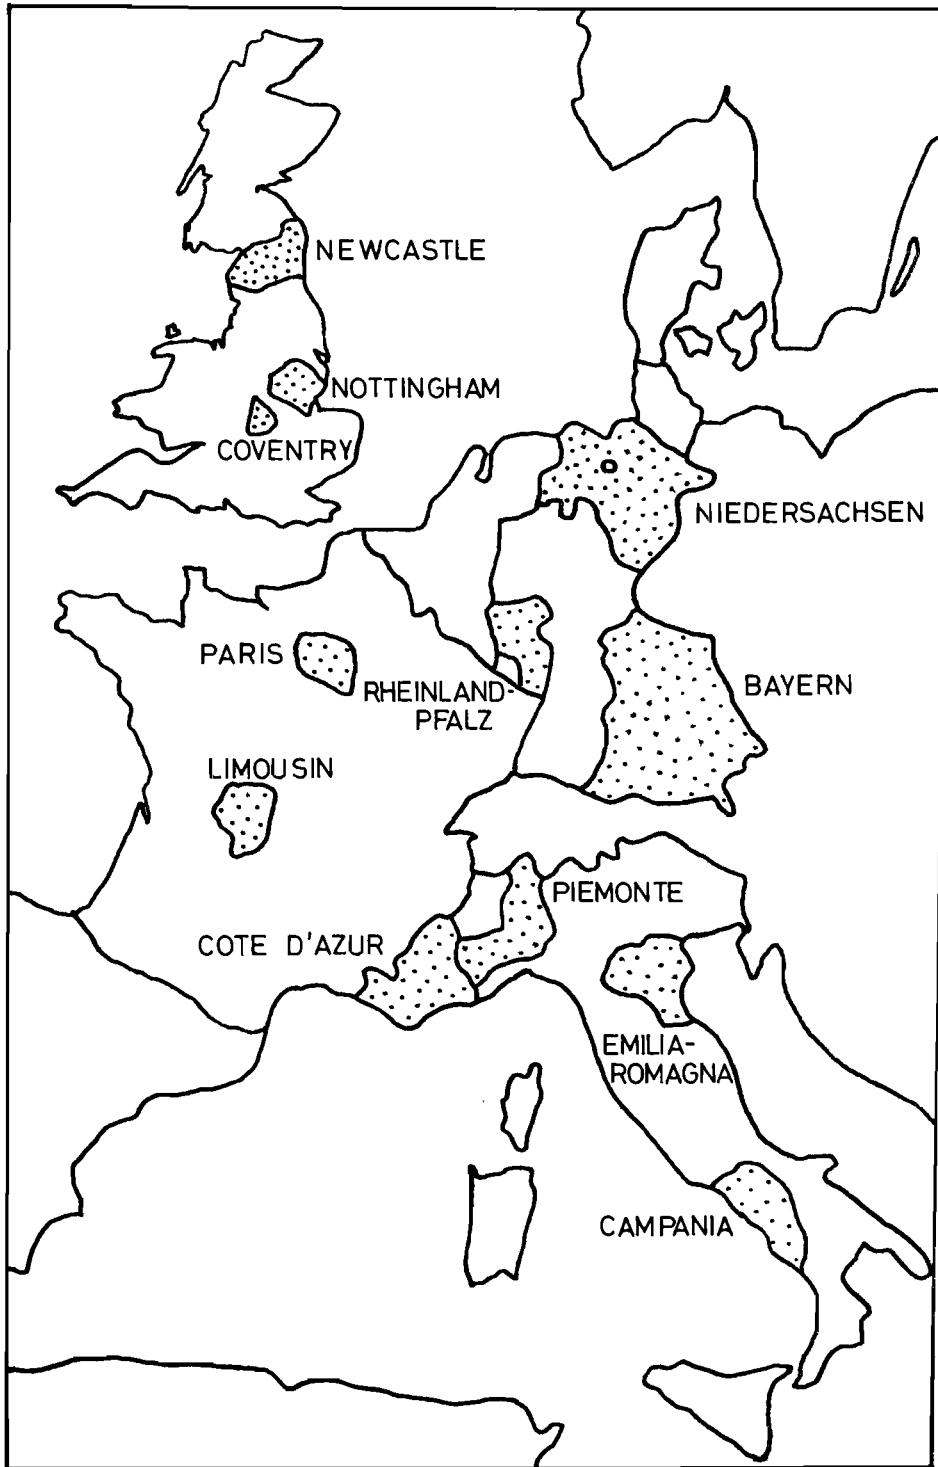 NEWCASTLE
NOTTINGHAM
COVENTRY
NIEDERSACHSEN
PARIS
RHEINLAND-
PFALZ
BAYERN
LIMOUSIN
PIEMONTE
COTE D'AZUR
EMILIA-
ROMAGNA
CAMPANIA